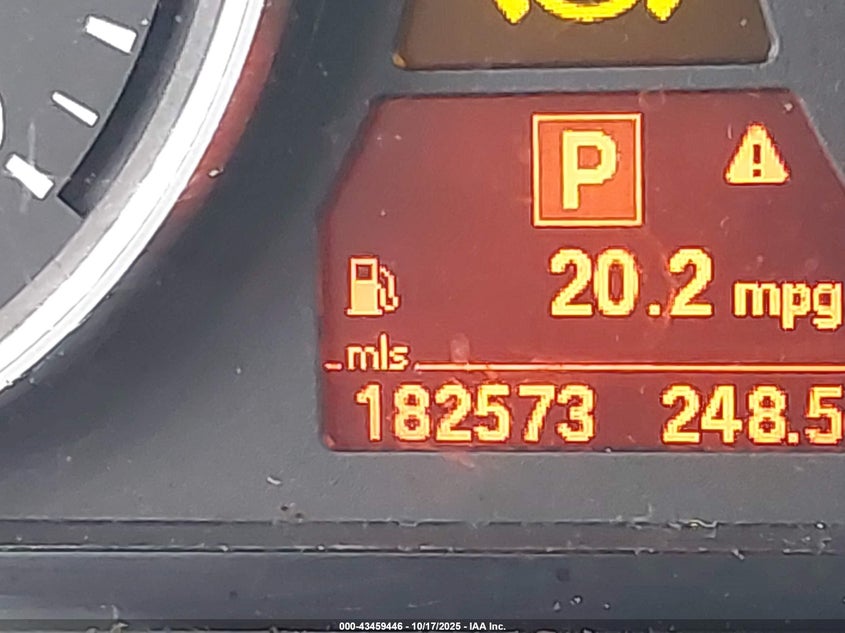 P
20.2 mpg
mls
182573 248.5
000-43459446 - 10/17/2025 - IAA Inc.